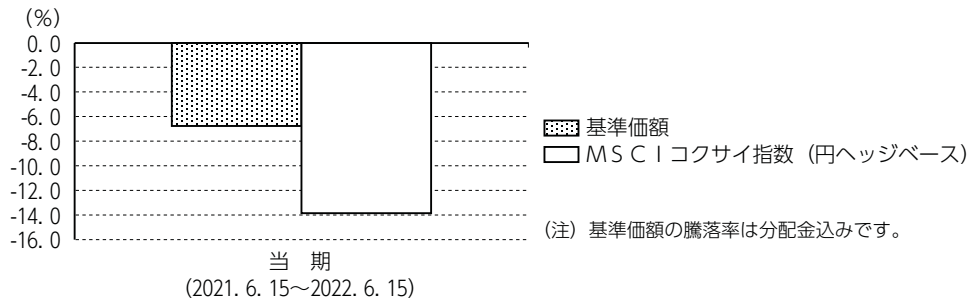 (%)
0.0
-2.0
-4.0
-6.0
-8.0
-10.0
-12.0
-14.0
-16.0
基準価額
MSCIコクサイ指数(円ヘッジベース)
(注) 基準価額の騰落率は分配金込みです。
当 期
(2021. 6. 15~2022. 6. 15)